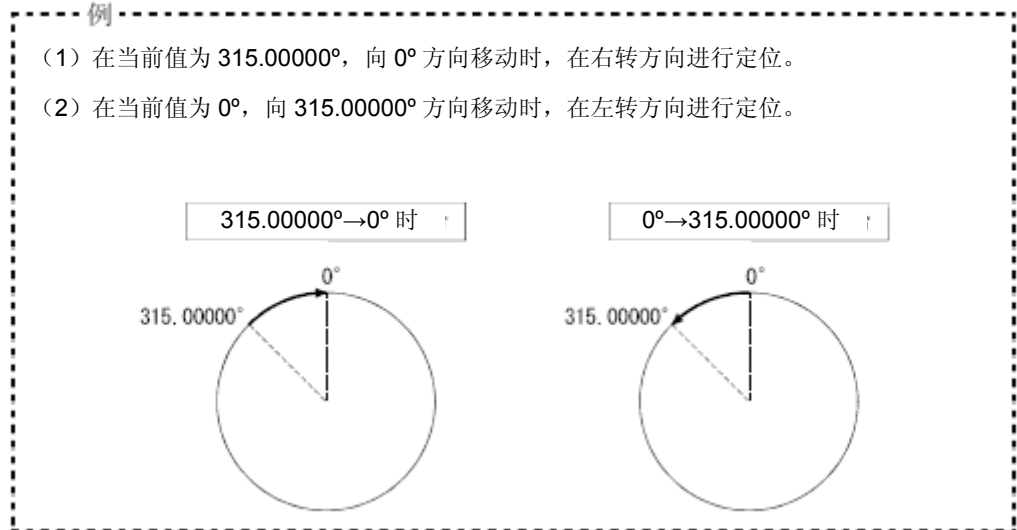 例
（1）在当前值为 315.00000º，向 0º 方向移动时，在右转方向进行定位。
（2）在当前值为 0º，向 315.00000º 方向移动时，在左转方向进行定位。
315.00000º→0º 时
0º→315.00000º 时
0°
315.00000°
0°
315.00000°